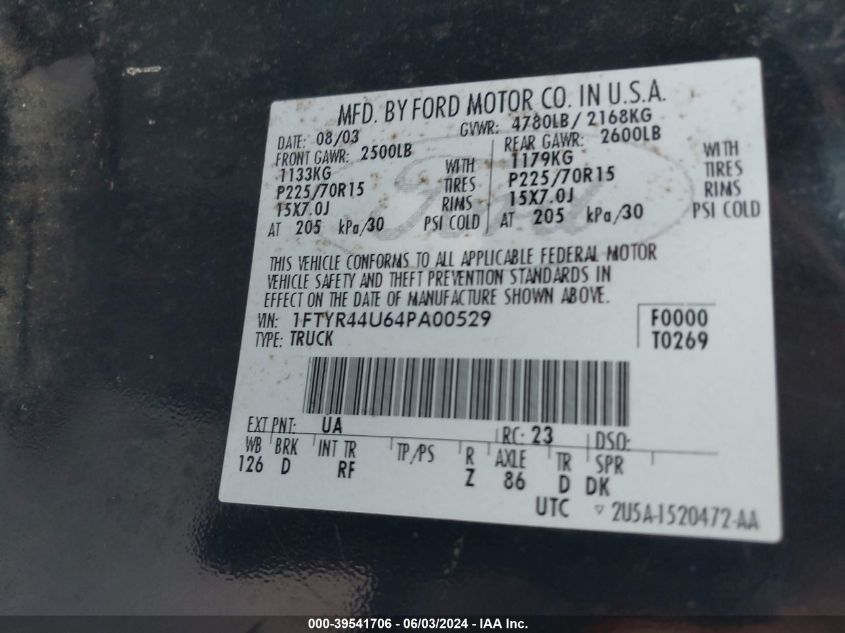 MFD. BY FORD MOTOR CO. IN U.S.A.
DATE: 08/03 GVWR: 4780LB/ 2168KG
FRONT GAWR: 2500LB REAR GAWR: 2600LB
1133KG WITH 1179KG WITH
P225/70R15 TIRES P225/70R15 TIRES
15X7.0J RIMS 15X7.0J RIMS
AT 205 kPa/30 PSI COLD AT 205 kPa/30 PSI COLD
Ford
THIS VEHICLE CONFORMS TO ALL APPLICABLE FEDERAL MOTOR
VEHICLE SAFETY AND THEFT PREVENTION STANDARDS IN
EFFECT ON THE DATE OF MANUFACTURE SHOWN ABOVE.
VIN: 1FTYR44U64PA00529 F0000
TYPE: TRUCK T0269
EXT PNT: UA RC: 23 DSO:
WB BRK INT TR TP/PS R AXLE TR SPR
126 D RF Z 86 D DK
UTC ▽ 2U5A-1520472-AA
000-39541706 - 06/03/2024 - IAA Inc.